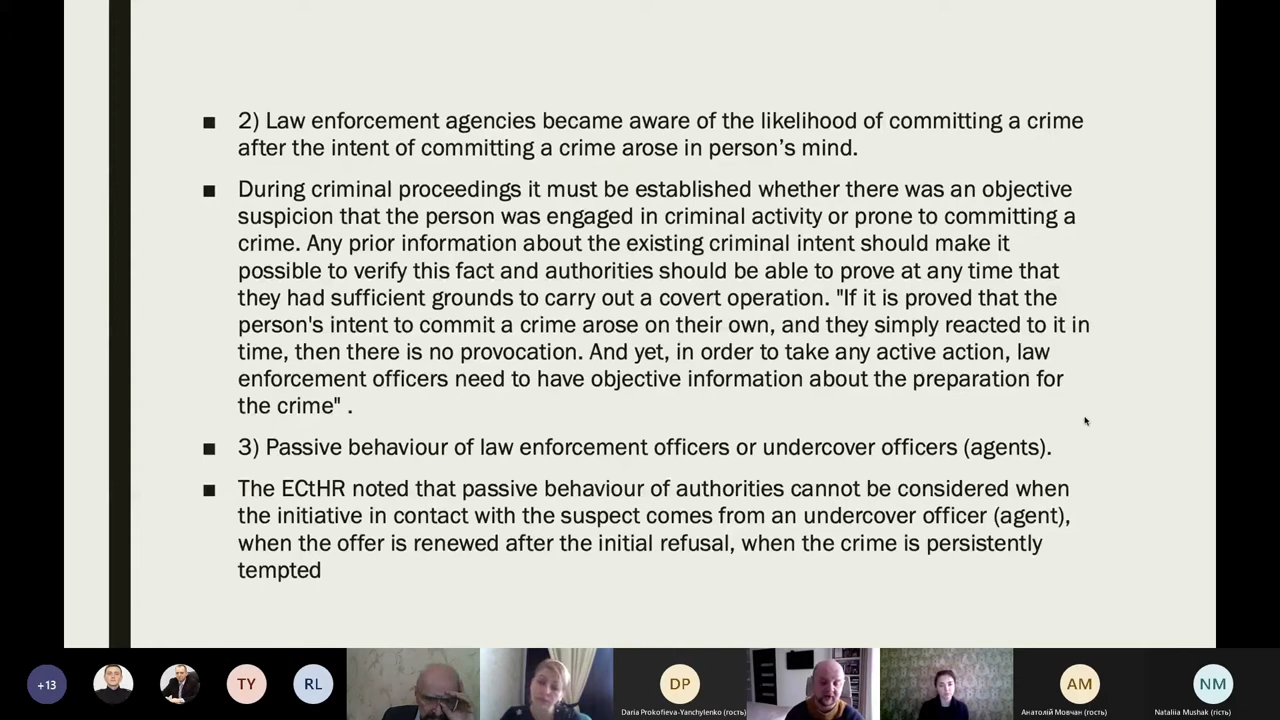 2) Law enforcement agencies became aware of the likelihood of committing a crime
after the intent of committing a crime arose in person’s mind.
During criminal proceedings it must be established whether there was an objective
suspicion that the person was engaged in criminal activity or prone to committing a
crime. Any prior information about the existing criminal intent should make it
possible to verify this fact and authorities should be able to prove at any time that
they had sufficient grounds to carry out a covert operation. "If it is proved that the
person's intent to commit a crime arose on their own, and they simply reacted to it in
time, then there is no provocation. And yet, in order to take any active action, law
enforcement officers need to have objective information about the preparation for
the crime" .
3) Passive behaviour of law enforcement officers or undercover officers (agents).
The ECtHR noted that passive behaviour of authorities cannot be considered when
the initiative in contact with the suspect comes from an undercover officer (agent),
when the offer is renewed after the initial refusal, when the crime is persistently
tempted
+13
TY
RL
DP
Daria Prokofieva-Yanchylenko (гость)
AM
Анатолій Мовчан (гость)
NM
Nataliia Mushak (гість)